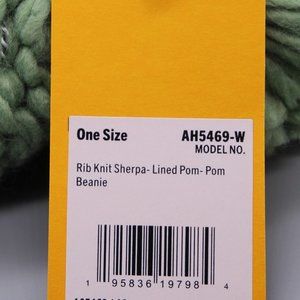 One Size AH5469-W
MODEL NO.
Rib Knit Sherpa- Lined Pom- Pom
Beanie
1 95836 19798 4